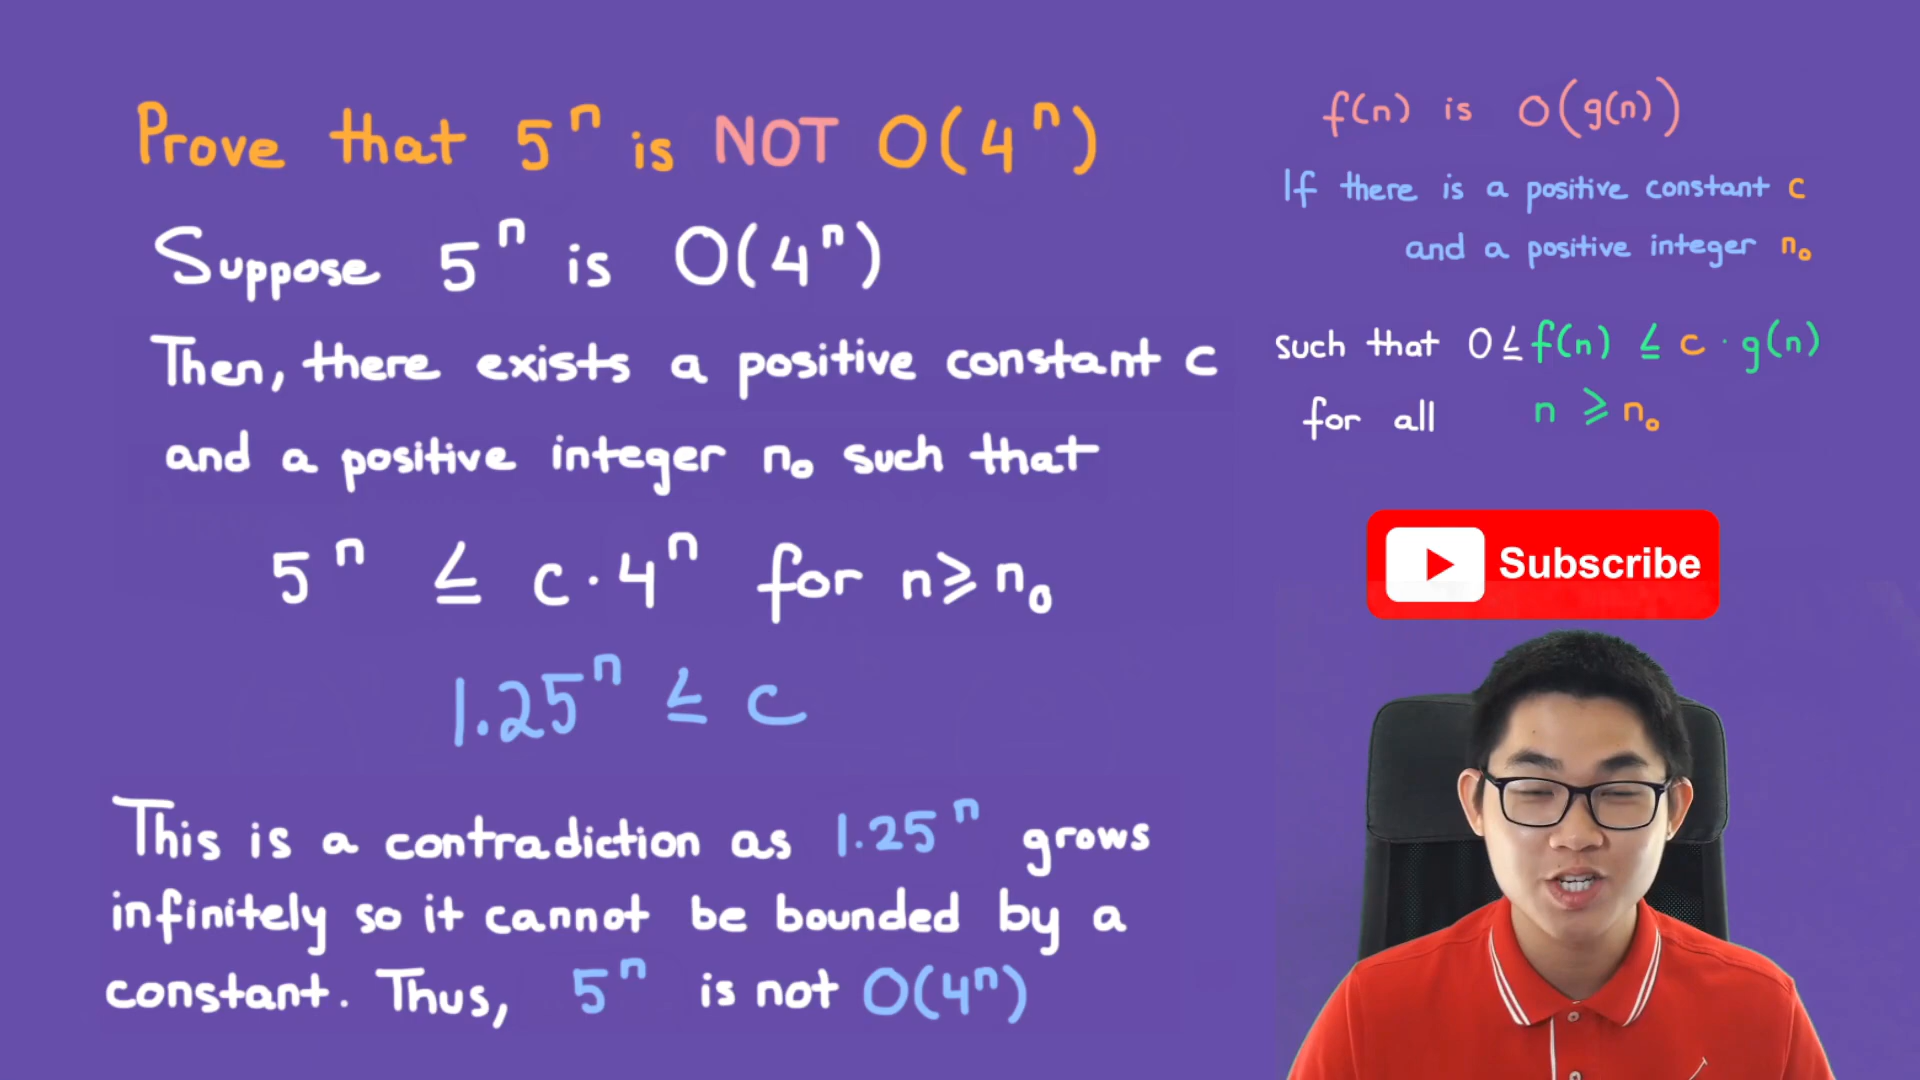 Prove that 5ⁿ is NOT O(4ⁿ)
Suppose 5ⁿ is O(4ⁿ)
Then, there exists a positive constant c
and a positive integer n₀ such that
5ⁿ ≤ c · 4ⁿ for n ≥ n₀
1.25ⁿ ≤ c
This is a contradiction as 1.25ⁿ grows
infinitely so it cannot be bounded by a
constant. Thus, 5ⁿ is not O(4ⁿ)
f(n) is O(g(n))
If there is a positive constant c
and a positive integer n₀
such that 0 ≤ f(n) ≤ c · g(n)
for all n ≥ n₀
Subscribe